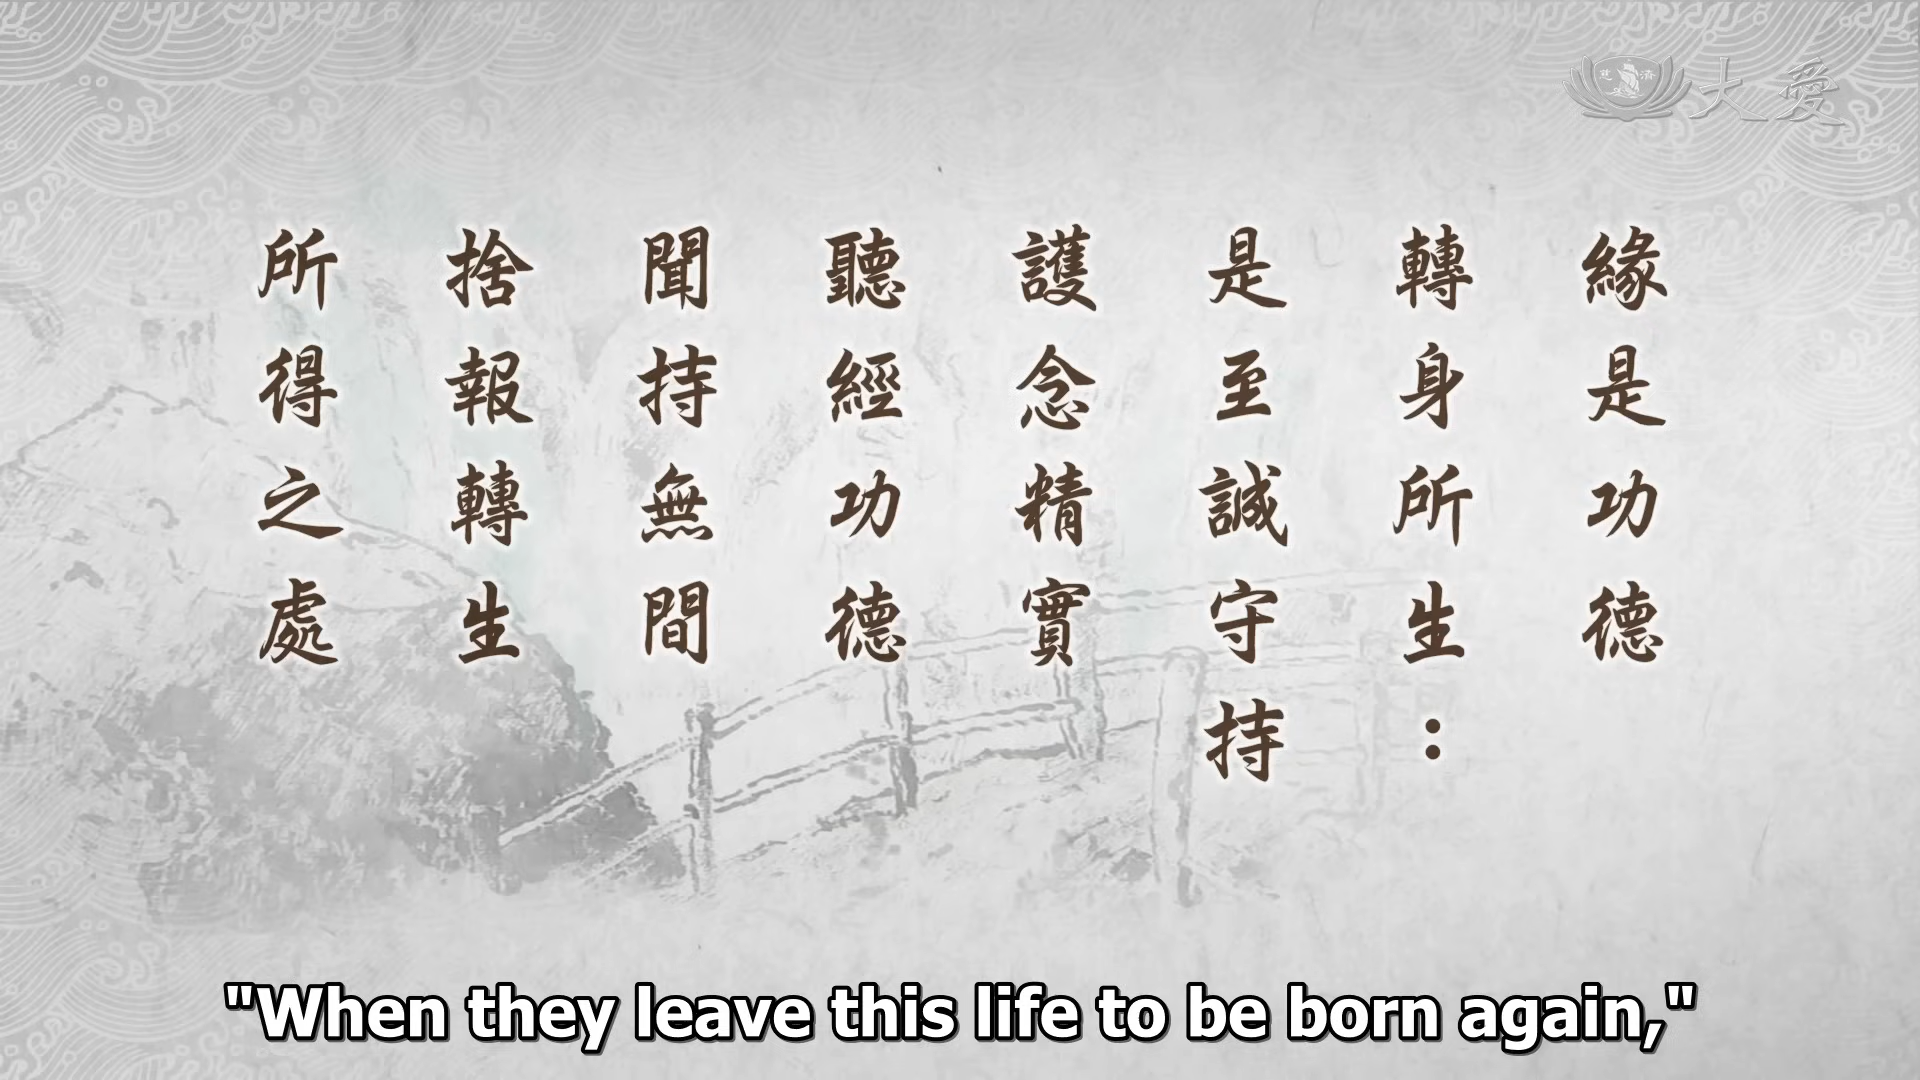 緣是功德
轉身所生：
是至誠守持
護念精實
聽經功德
聞持無間
捨報轉生
所得之處
慈濟
大愛
"When they leave this life to be born again,"